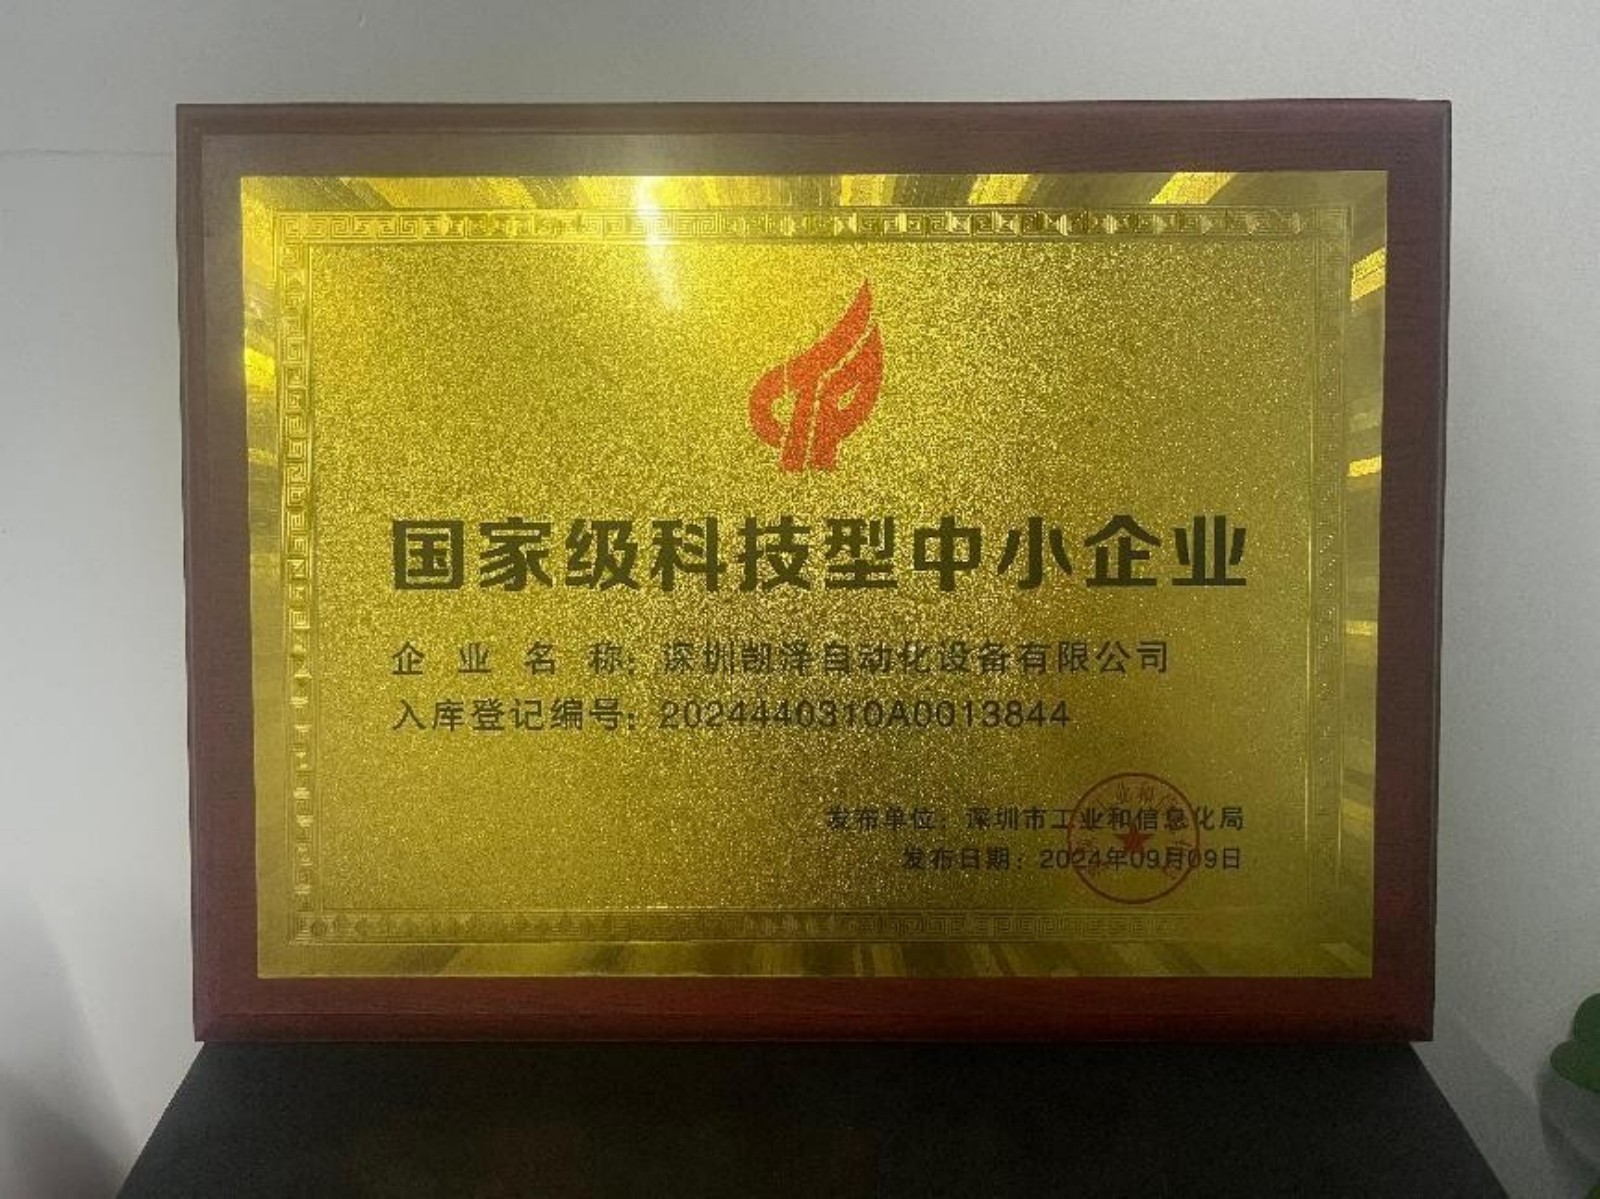 国家级科技型中小企业
企业名称：深圳凯泽自动化设备有限公司
入库登记编号：2024440310A0013844
发布单位：深圳市工业和信息化局
发布日期：2024年09月09日